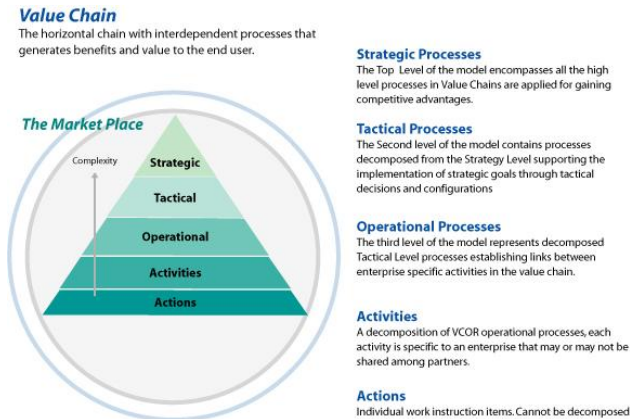 Value Chain
The horizontal chain with interdependent processes that
generates benefits and value to the end user.
The Market Place
Complexity
Strategic
Tactical
Operational
Activities
Actions
Strategic Processes
The Top Level of the model encompasses all the high
level processes in Value Chains are applied for gaining
competitive advantages.
Tactical Processes
The Second level of the model contains processes
decomposed from the Strategy Level supporting the
implementation of strategic goals through tactical
decisions and configurations
Operational Processes
The third level of the model represents decomposed
Tactical Level processes establishing links between
enterprise specific activities in the value chain.
Activities
A decomposition of VCOR operational processes, each
activity is specific to an enterprise that may or may not be
shared among partners.
Actions
Individual work instruction items. Cannot be decomposed